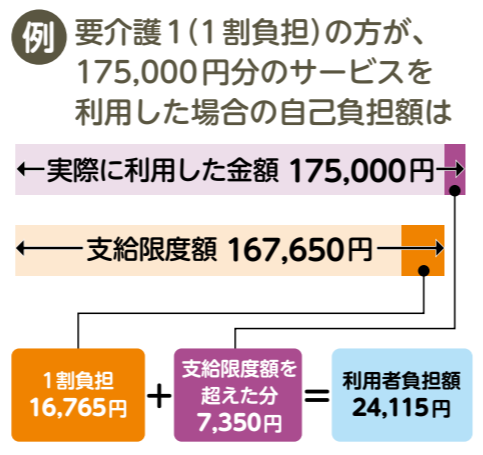 例
要介護1(1割負担)の方が、
175,000円分のサービスを
利用した場合の自己負担額は
実際に利用した金額 175,000円
支給限度額 167,650円
1割負担
16,765円
+
支給限度額を
超えた分
7,350円
=
利用者負担額
24,115円